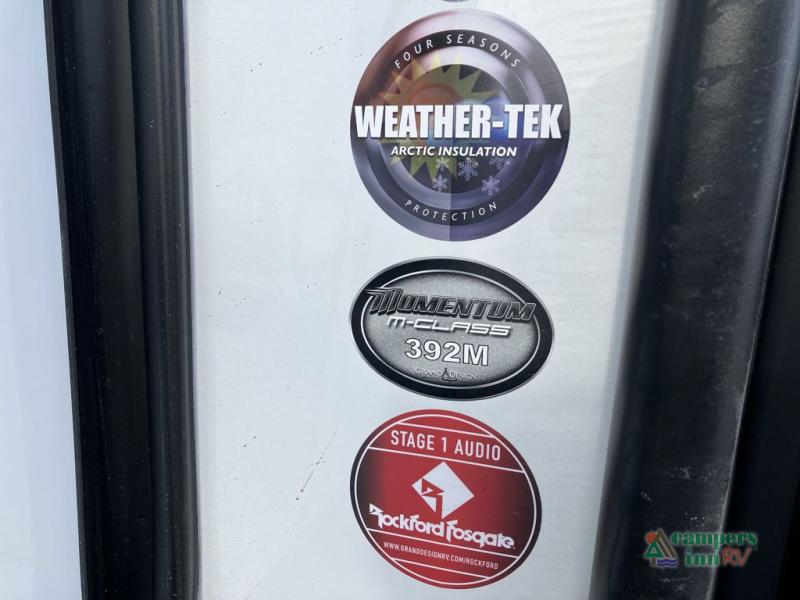 FOUR SEASONS
WEATHER-TEK
ARCTIC INSULATION
PROTECTION
MOMENTUM
M-CLASS
392M
GRAND DESIGN
STAGE 1 AUDIO
Rockford Fosgate
WWW.GRANDDESIGNRV.COM/ROCKFORD
campers
inn RV